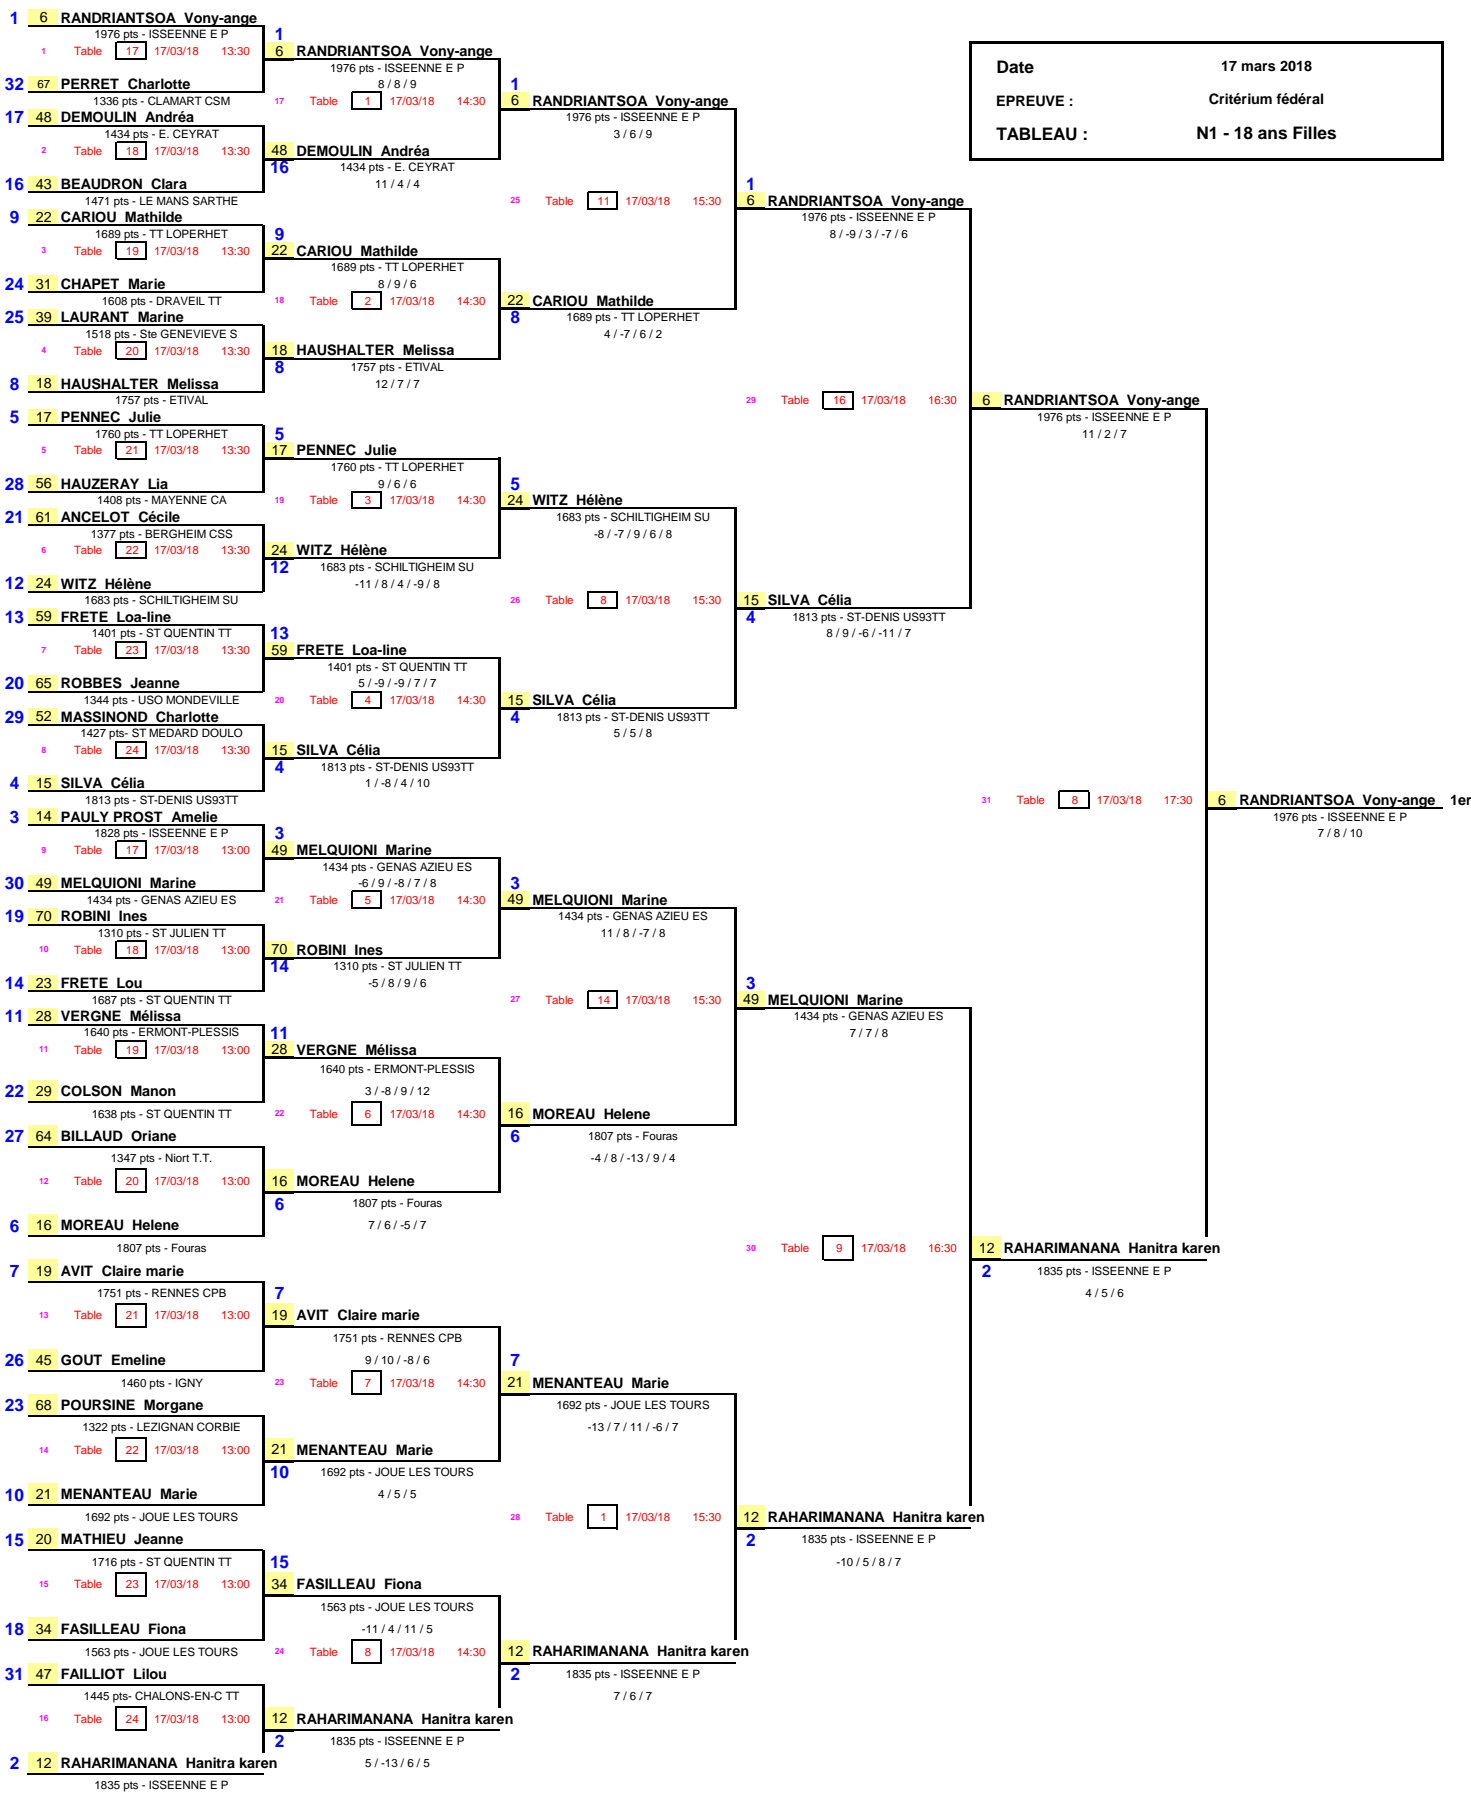 Date 17 mars 2018
EPREUVE : Critérium fédéral
TABLEAU : N1 - 18 ans Filles
1 6 RANDRIANTSOA Vony-ange
1976 pts - ISSEENNE E P
1 Table 17 17/03/18 13:30
32 67 PERRET Charlotte
1336 pts - CLAMART CSM
17 48 DEMOULIN Andréa
1434 pts - E. CEYRAT
2 Table 18 17/03/18 13:30
16 43 BEAUDRON Clara
1471 pts - LE MANS SARTHE
9 22 CARIOU Mathilde
1689 pts - TT LOPERHET
3 Table 19 17/03/18 13:30
24 31 CHAPET Marie
1608 pts - DRAVEIL TT
25 39 LAURANT Marine
1518 pts - Ste GENEVIEVE S
4 Table 20 17/03/18 13:30
8 18 HAUSHALTER Melissa
1757 pts - ETIVAL
5 17 PENNEC Julie
1760 pts - TT LOPERHET
5 Table 21 17/03/18 13:30
28 56 HAUZERAY Lia
1408 pts - MAYENNE CA
21 61 ANCELOT Cécile
1377 pts - BERGHEIM CSS
6 Table 22 17/03/18 13:30
12 24 WITZ Hélène
1683 pts - SCHILTIGHEIM SU
13 59 FRETE Loa-line
1401 pts - ST QUENTIN TT
7 Table 23 17/03/18 13:30
20 65 ROBBES Jeanne
1344 pts - USO MONDEVILLE
29 52 MASSINOND Charlotte
1427 pts- ST MEDARD DOULO
8 Table 24 17/03/18 13:30
4 15 SILVA Célia
1813 pts - ST-DENIS US93TT
3 14 PAULY PROST Amelie
1828 pts - ISSEENNE E P
9 Table 17 17/03/18 13:00
30 49 MELQUIONI Marine
1434 pts - GENAS AZIEU ES
19 70 ROBINI Ines
1310 pts - ST JULIEN TT
10 Table 18 17/03/18 13:00
14 23 FRETE Lou
1687 pts - ST QUENTIN TT
11 28 VERGNE Mélissa
1640 pts - ERMONT-PLESSIS
11 Table 19 17/03/18 13:00
22 29 COLSON Manon
1638 pts - ST QUENTIN TT
27 64 BILLAUD Oriane
1347 pts - Niort T.T.
12 Table 20 17/03/18 13:00
6 16 MOREAU Helene
1807 pts - Fouras
7 19 AVIT Claire marie
1751 pts - RENNES CPB
13 Table 21 17/03/18 13:00
26 45 GOUT Emeline
1460 pts - IGNY
23 68 POURSINE Morgane
1322 pts - LEZIGNAN CORBIE
14 Table 22 17/03/18 13:00
10 21 MENANTEAU Marie
1692 pts - JOUE LES TOURS
15 20 MATHIEU Jeanne
1716 pts - ST QUENTIN TT
15 Table 23 17/03/18 13:00
18 34 FASILLEAU Fiona
1563 pts - JOUE LES TOURS
31 47 FAILLIOT Lilou
1445 pts- CHALONS-EN-C TT
16 Table 24 17/03/18 13:00
2 12 RAHARIMANANA Hanitra karen
1835 pts - ISSEENNE E P
1
6 RANDRIANTSOA Vony-ange
1976 pts - ISSEENNE E P
8 / 8 / 9
17 Table 1 17/03/18 14:30
48 DEMOULIN Andréa
16 1434 pts - E. CEYRAT
11 / 4 / 4
9
22 CARIOU Mathilde
1689 pts - TT LOPERHET
8 / 9 / 6
18 Table 2 17/03/18 14:30
18 HAUSHALTER Melissa
8 1757 pts - ETIVAL
12 / 7 / 7
5
17 PENNEC Julie
1760 pts - TT LOPERHET
9 / 6 / 6
19 Table 3 17/03/18 14:30
24 WITZ Hélène
12 1683 pts - SCHILTIGHEIM SU
-11 / 8 / 4 / -9 / 8
13
59 FRETE Loa-line
1401 pts - ST QUENTIN TT
5 / -9 / -9 / 7 / 7
20 Table 4 17/03/18 14:30
15 SILVA Célia
4 1813 pts - ST-DENIS US93TT
1 / -8 / 4 / 10
3
49 MELQUIONI Marine
1434 pts - GENAS AZIEU ES
-6 / 9 / -8 / 7 / 8
21 Table 5 17/03/18 14:30
70 ROBINI Ines
14 1310 pts - ST JULIEN TT
-5 / 8 / 9 / 6
11
28 VERGNE Mélissa
1640 pts - ERMONT-PLESSIS
3 / -8 / 9 / 12
22 Table 6 17/03/18 14:30
16 MOREAU Helene
6 1807 pts - Fouras
7 / 6 / -5 / 7
7
19 AVIT Claire marie
1751 pts - RENNES CPB
9 / 10 / -8 / 6
23 Table 7 17/03/18 14:30
21 MENANTEAU Marie
10 1692 pts - JOUE LES TOURS
4 / 5 / 5
15
34 FASILLEAU Fiona
1563 pts - JOUE LES TOURS
-11 / 4 / 11 / 5
24 Table 8 17/03/18 14:30
12 RAHARIMANANA Hanitra karen
2 1835 pts - ISSEENNE E P
5 / -13 / 6 / 5
1
6 RANDRIANTSOA Vony-ange
1976 pts - ISSEENNE E P
3 / 6 / 9
25 Table 11 17/03/18 15:30
22 CARIOU Mathilde
8 1689 pts - TT LOPERHET
4 / -7 / 6 / 2
5
24 WITZ Hélène
1683 pts - SCHILTIGHEIM SU
-8 / -7 / 9 / 6 / 8
26 Table 8 17/03/18 15:30
15 SILVA Célia
4 1813 pts - ST-DENIS US93TT
5 / 5 / 8
3
49 MELQUIONI Marine
1434 pts - GENAS AZIEU ES
11 / 8 / -7 / 8
27 Table 14 17/03/18 15:30
16 MOREAU Helene
6 1807 pts - Fouras
-4 / 8 / -13 / 9 / 4
7
21 MENANTEAU Marie
1692 pts - JOUE LES TOURS
-13 / 7 / 11 / -6 / 7
28 Table 1 17/03/18 15:30
12 RAHARIMANANA Hanitra karen
2 1835 pts - ISSEENNE E P
7 / 6 / 7
1
6 RANDRIANTSOA Vony-ange
1976 pts - ISSEENNE E P
8 / -9 / 3 / -7 / 6
29 Table 16 17/03/18 16:30
15 SILVA Célia
4 1813 pts - ST-DENIS US93TT
8 / 9 / -6 / -11 / 7
3
49 MELQUIONI Marine
1434 pts - GENAS AZIEU ES
7 / 7 / 8
30 Table 9 17/03/18 16:30
12 RAHARIMANANA Hanitra karen
2 1835 pts - ISSEENNE E P
-10 / 5 / 8 / 7
6 RANDRIANTSOA Vony-ange
1976 pts - ISSEENNE E P
11 / 2 / 7
31 Table 8 17/03/18 17:30
12 RAHARIMANANA Hanitra karen
2 1835 pts - ISSEENNE E P
4 / 5 / 6
6 RANDRIANTSOA Vony-ange 1er
1976 pts - ISSEENNE E P
7 / 8 / 10